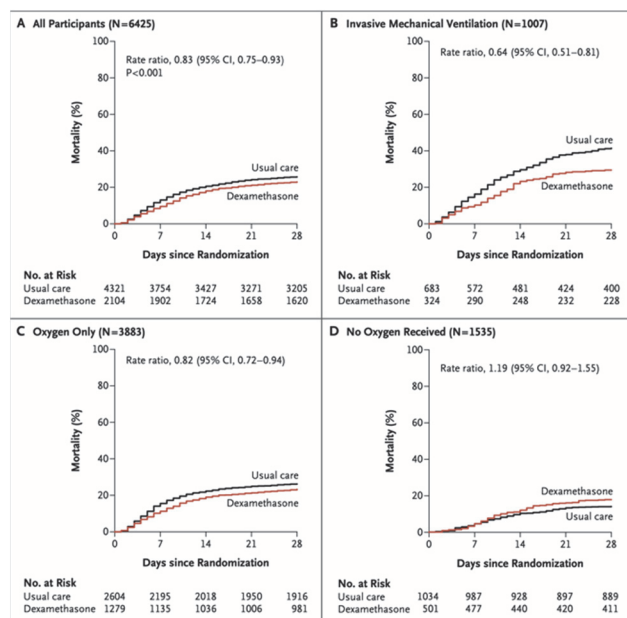 A All Participants (N=6425)
Rate ratio, 0.83 (95% CI, 0.75–0.93)
P<0.001
Mortality (%)
100
80
60
40
20
0
Usual care
Dexamethasone
0 7 14 21 28
Days since Randomization
No. at Risk
Usual care 4321 3754 3427 3271 3205
Dexamethasone 2104 1902 1724 1658 1620
B Invasive Mechanical Ventilation (N=1007)
Rate ratio, 0.64 (95% CI, 0.51–0.81)
Mortality (%)
100
80
60
40
20
0
Usual care
Dexamethasone
0 7 14 21 28
Days since Randomization
No. at Risk
Usual care 683 572 481 424 400
Dexamethasone 324 290 248 232 228
C Oxygen Only (N=3883)
Rate ratio, 0.82 (95% CI, 0.72–0.94)
Mortality (%)
100
80
60
40
20
0
Usual care
Dexamethasone
0 7 14 21 28
Days since Randomization
No. at Risk
Usual care 2604 2195 2018 1950 1916
Dexamethasone 1279 1135 1036 1006 981
D No Oxygen Received (N=1535)
Rate ratio, 1.19 (95% CI, 0.92–1.55)
Mortality (%)
100
80
60
40
20
0
Dexamethasone
Usual care
0 7 14 21 28
Days since Randomization
No. at Risk
Usual care 1034 987 928 897 889
Dexamethasone 501 477 440 420 411